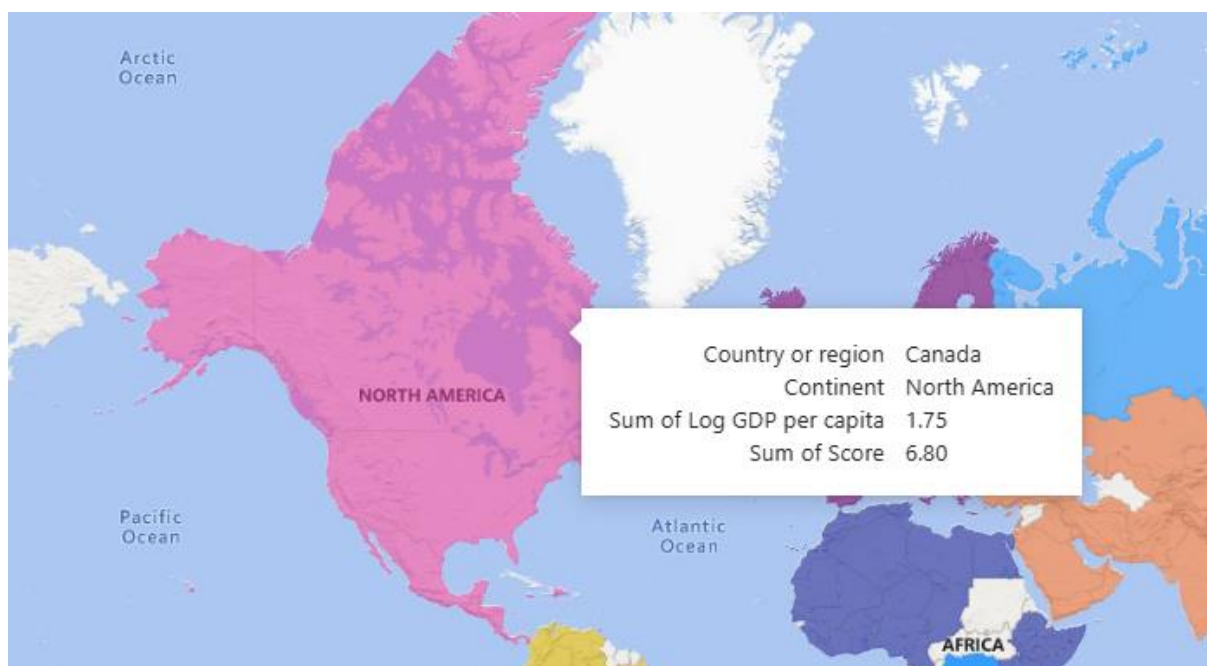 Arctic
Ocean
NORTH AMERICA
Country or region Canada
Continent North America
Sum of Log GDP per capita 1.75
Sum of Score 6.80
Pacific
Ocean
Atlantic
Ocean
AFRICA